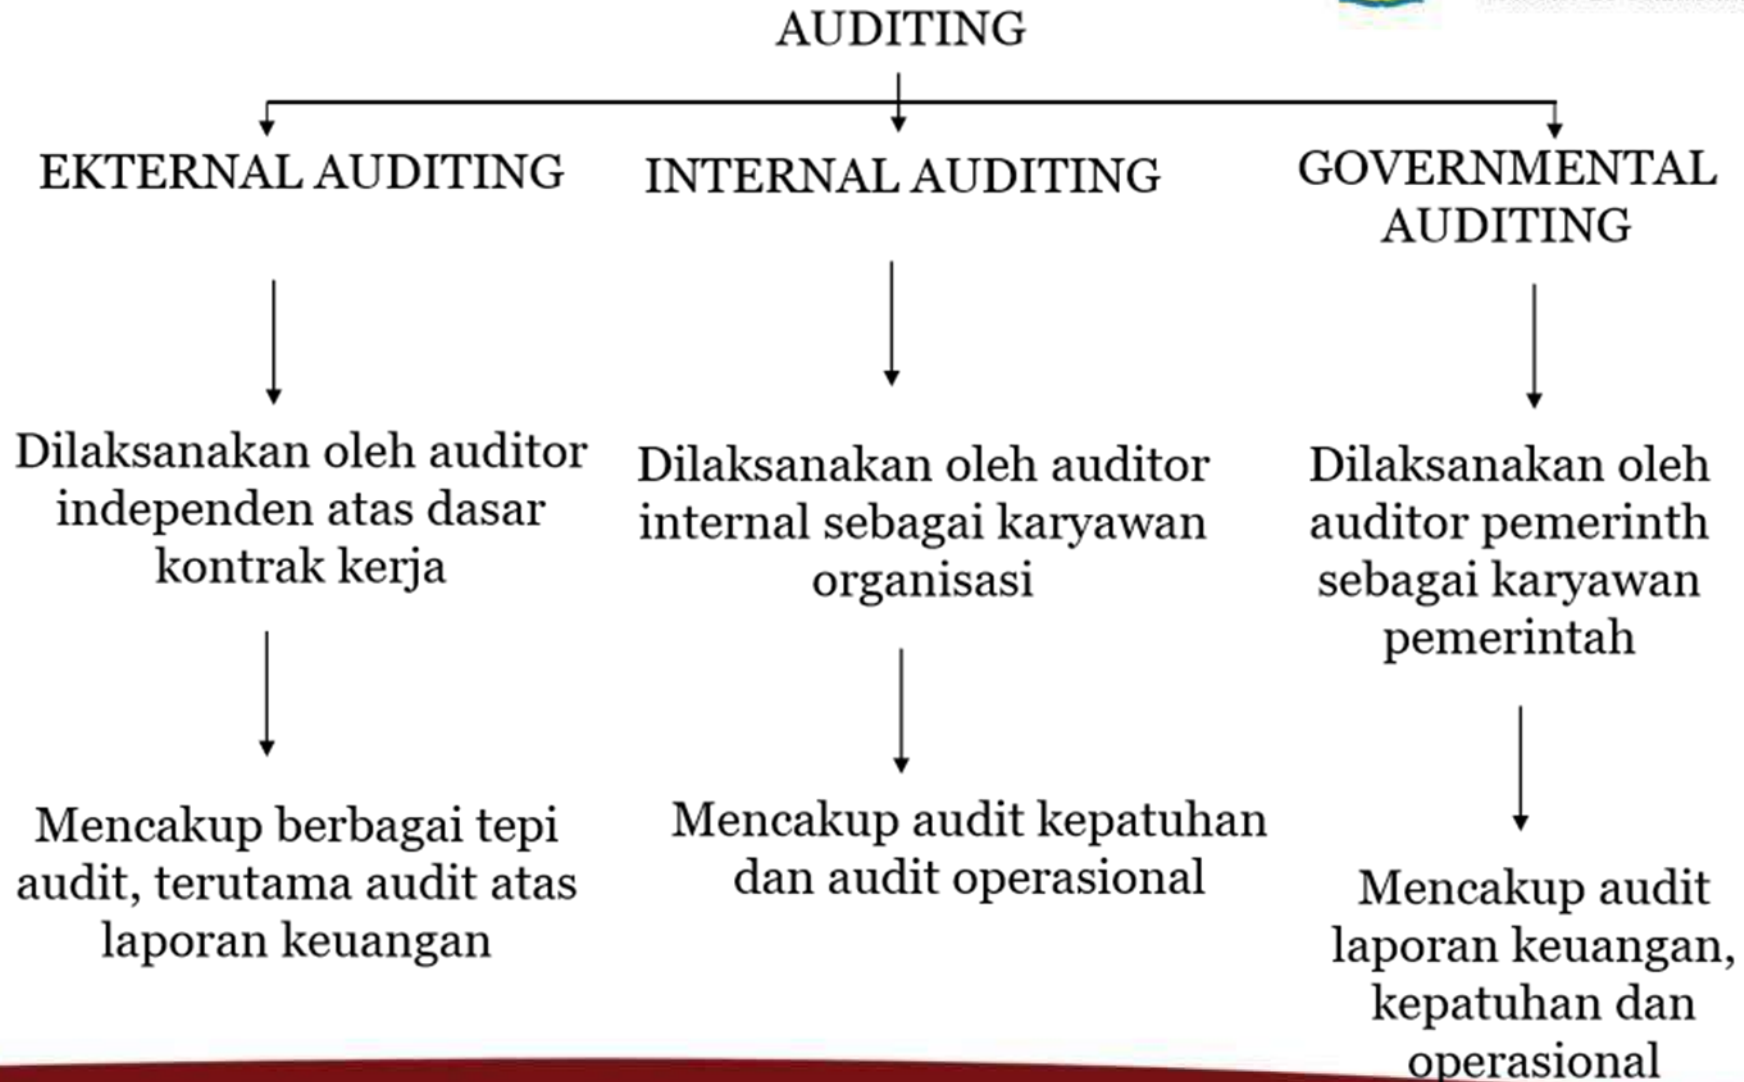 AUDITING
EKTERNAL AUDITING
INTERNAL AUDITING
GOVERNMENTAL
AUDITING
Dilaksanakan oleh auditor
independen atas dasar
kontrak kerja
Dilaksanakan oleh auditor
internal sebagai karyawan
organisasi
Dilaksanakan oleh
auditor pemerinth
sebagai karyawan
pemerintah
Mencakup berbagai tepi
audit, terutama audit atas
laporan keuangan
Mencakup audit kepatuhan
dan audit operasional
Mencakup audit
laporan keuangan,
kepatuhan dan
operasional